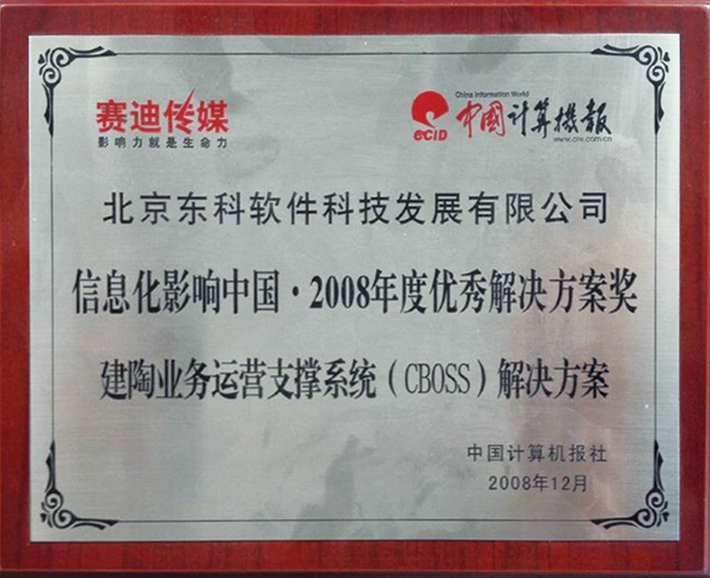 赛迪传媒
影响力就是生命力
China Information World
CCID 中國计算機報
www.ciw.com.cn
北京东科软件科技发展有限公司
信息化影响中国·2008年度优秀解决方案奖
建陶业务运营支撑系统(CBOSS)解决方案
中国计算机报社
2008年12月